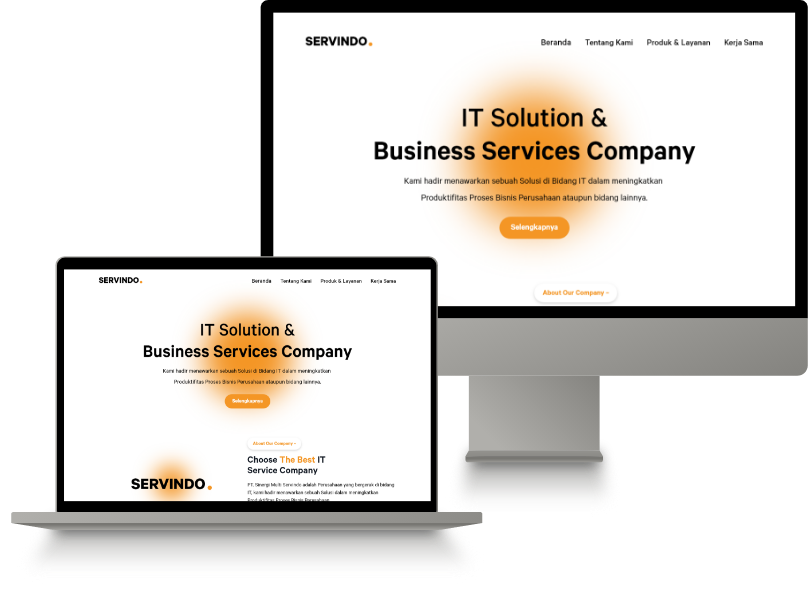 SERVINDO.
Beranda Tentang Kami Produk & Layanan Kerja Sama
IT Solution &
Business Services Company
Kami hadir menawarkan sebuah Solusi di Bidang IT dalam meningkatkan
Produktifitas Proses Bisnis Perusahaan ataupun bidang lainnya.
Selengkapnya
About Our Company -
SERVINDO.
Beranda Tentang Kami Produk & Layanan Kerja Sama
IT Solution &
Business Services Company
Kami hadir menawarkan sebuah Solusi di Bidang IT dalam meningkatkan
Produktifitas Proses Bisnis Perusahaan ataupun bidang lainnya.
Selengkapnya
About Our Company -
SERVINDO.
Choose The Best IT
Service Company
PT. Sinergi Multi Servindo adalah Perusahaan yang bergerak di bidang
IT, kami hadir menawarkan sebuah Solusi dalam meningkatkan
Produktifitas Proses Bisnis Perusahaan